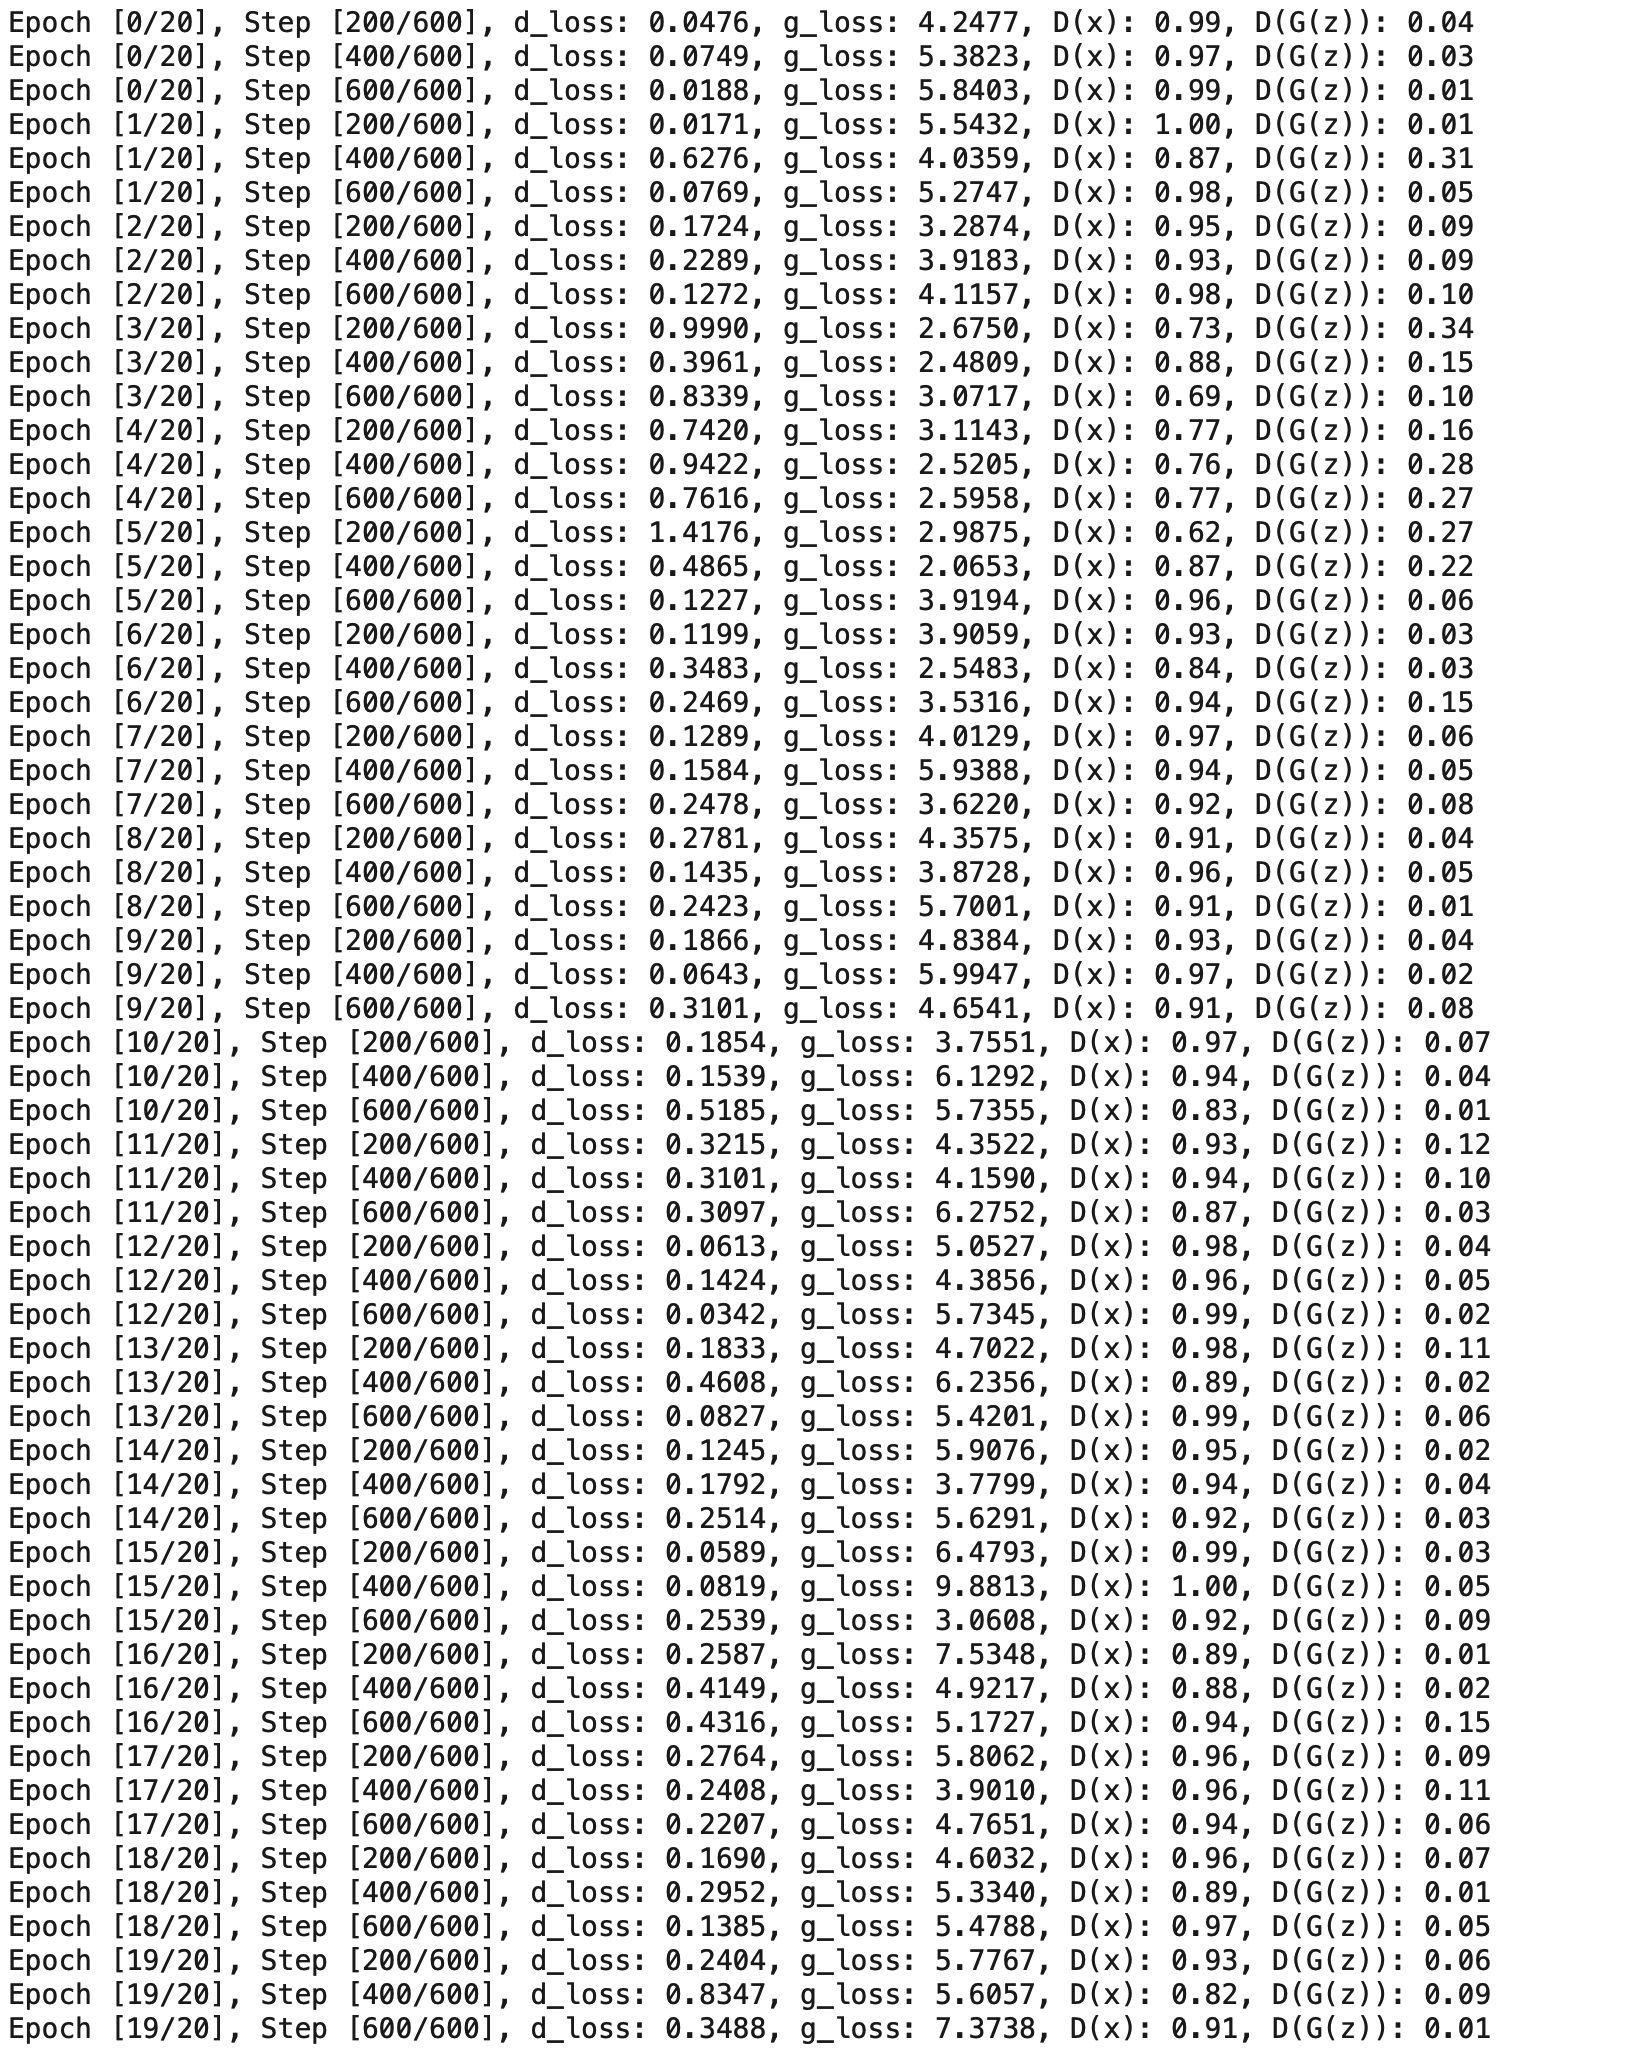 Epoch [0/20], Step [200/600], d_loss: 0.0476, g_loss: 4.2477, D(x): 0.99, D(G(z)): 0.04
Epoch [0/20], Step [400/600], d_loss: 0.0749, g_loss: 5.3823, D(x): 0.97, D(G(z)): 0.03
Epoch [0/20], Step [600/600], d_loss: 0.0188, g_loss: 5.8403, D(x): 0.99, D(G(z)): 0.01
Epoch [1/20], Step [200/600], d_loss: 0.0171, g_loss: 5.5432, D(x): 1.00, D(G(z)): 0.01
Epoch [1/20], Step [400/600], d_loss: 0.6276, g_loss: 4.0359, D(x): 0.87, D(G(z)): 0.31
Epoch [1/20], Step [600/600], d_loss: 0.0769, g_loss: 5.2747, D(x): 0.98, D(G(z)): 0.05
Epoch [2/20], Step [200/600], d_loss: 0.1724, g_loss: 3.2874, D(x): 0.95, D(G(z)): 0.09
Epoch [2/20], Step [400/600], d_loss: 0.2289, g_loss: 3.9183, D(x): 0.93, D(G(z)): 0.09
Epoch [2/20], Step [600/600], d_loss: 0.1272, g_loss: 4.1157, D(x): 0.98, D(G(z)): 0.10
Epoch [3/20], Step [200/600], d_loss: 0.9990, g_loss: 2.6750, D(x): 0.73, D(G(z)): 0.34
Epoch [3/20], Step [400/600], d_loss: 0.3961, g_loss: 2.4809, D(x): 0.88, D(G(z)): 0.15
Epoch [3/20], Step [600/600], d_loss: 0.8339, g_loss: 3.0717, D(x): 0.69, D(G(z)): 0.10
Epoch [4/20], Step [200/600], d_loss: 0.7420, g_loss: 3.1143, D(x): 0.77, D(G(z)): 0.16
Epoch [4/20], Step [400/600], d_loss: 0.9422, g_loss: 2.5205, D(x): 0.76, D(G(z)): 0.28
Epoch [4/20], Step [600/600], d_loss: 0.7616, g_loss: 2.5958, D(x): 0.77, D(G(z)): 0.27
Epoch [5/20], Step [200/600], d_loss: 1.4176, g_loss: 2.9875, D(x): 0.62, D(G(z)): 0.27
Epoch [5/20], Step [400/600], d_loss: 0.4865, g_loss: 2.0653, D(x): 0.87, D(G(z)): 0.22
Epoch [5/20], Step [600/600], d_loss: 0.1227, g_loss: 3.9194, D(x): 0.96, D(G(z)): 0.06
Epoch [6/20], Step [200/600], d_loss: 0.1199, g_loss: 3.9059, D(x): 0.93, D(G(z)): 0.03
Epoch [6/20], Step [400/600], d_loss: 0.3483, g_loss: 2.5483, D(x): 0.84, D(G(z)): 0.03
Epoch [6/20], Step [600/600], d_loss: 0.2469, g_loss: 3.5316, D(x): 0.94, D(G(z)): 0.15
Epoch [7/20], Step [200/600], d_loss: 0.1289, g_loss: 4.0129, D(x): 0.97, D(G(z)): 0.06
Epoch [7/20], Step [400/600], d_loss: 0.1584, g_loss: 5.9388, D(x): 0.94, D(G(z)): 0.05
Epoch [7/20], Step [600/600], d_loss: 0.2478, g_loss: 3.6220, D(x): 0.92, D(G(z)): 0.08
Epoch [8/20], Step [200/600], d_loss: 0.2781, g_loss: 4.3575, D(x): 0.91, D(G(z)): 0.04
Epoch [8/20], Step [400/600], d_loss: 0.1435, g_loss: 3.8728, D(x): 0.96, D(G(z)): 0.05
Epoch [8/20], Step [600/600], d_loss: 0.2423, g_loss: 5.7001, D(x): 0.91, D(G(z)): 0.01
Epoch [9/20], Step [200/600], d_loss: 0.1866, g_loss: 4.8384, D(x): 0.93, D(G(z)): 0.04
Epoch [9/20], Step [400/600], d_loss: 0.0643, g_loss: 5.9947, D(x): 0.97, D(G(z)): 0.02
Epoch [9/20], Step [600/600], d_loss: 0.3101, g_loss: 4.6541, D(x): 0.91, D(G(z)): 0.08
Epoch [10/20], Step [200/600], d_loss: 0.1854, g_loss: 3.7551, D(x): 0.97, D(G(z)): 0.07
Epoch [10/20], Step [400/600], d_loss: 0.1539, g_loss: 6.1292, D(x): 0.94, D(G(z)): 0.04
Epoch [10/20], Step [600/600], d_loss: 0.5185, g_loss: 5.7355, D(x): 0.83, D(G(z)): 0.01
Epoch [11/20], Step [200/600], d_loss: 0.3215, g_loss: 4.3522, D(x): 0.93, D(G(z)): 0.12
Epoch [11/20], Step [400/600], d_loss: 0.3101, g_loss: 4.1590, D(x): 0.94, D(G(z)): 0.10
Epoch [11/20], Step [600/600], d_loss: 0.3097, g_loss: 6.2752, D(x): 0.87, D(G(z)): 0.03
Epoch [12/20], Step [200/600], d_loss: 0.0613, g_loss: 5.0527, D(x): 0.98, D(G(z)): 0.04
Epoch [12/20], Step [400/600], d_loss: 0.1424, g_loss: 4.3856, D(x): 0.96, D(G(z)): 0.05
Epoch [12/20], Step [600/600], d_loss: 0.0342, g_loss: 5.7345, D(x): 0.99, D(G(z)): 0.02
Epoch [13/20], Step [200/600], d_loss: 0.1833, g_loss: 4.7022, D(x): 0.98, D(G(z)): 0.11
Epoch [13/20], Step [400/600], d_loss: 0.4608, g_loss: 6.2356, D(x): 0.89, D(G(z)): 0.02
Epoch [13/20], Step [600/600], d_loss: 0.0827, g_loss: 5.4201, D(x): 0.99, D(G(z)): 0.06
Epoch [14/20], Step [200/600], d_loss: 0.1245, g_loss: 5.9076, D(x): 0.95, D(G(z)): 0.02
Epoch [14/20], Step [400/600], d_loss: 0.1792, g_loss: 3.7799, D(x): 0.94, D(G(z)): 0.04
Epoch [14/20], Step [600/600], d_loss: 0.2514, g_loss: 5.6291, D(x): 0.92, D(G(z)): 0.03
Epoch [15/20], Step [200/600], d_loss: 0.0589, g_loss: 6.4793, D(x): 0.99, D(G(z)): 0.03
Epoch [15/20], Step [400/600], d_loss: 0.0819, g_loss: 9.8813, D(x): 1.00, D(G(z)): 0.05
Epoch [15/20], Step [600/600], d_loss: 0.2539, g_loss: 3.0608, D(x): 0.92, D(G(z)): 0.09
Epoch [16/20], Step [200/600], d_loss: 0.2587, g_loss: 7.5348, D(x): 0.89, D(G(z)): 0.01
Epoch [16/20], Step [400/600], d_loss: 0.4149, g_loss: 4.9217, D(x): 0.88, D(G(z)): 0.02
Epoch [16/20], Step [600/600], d_loss: 0.4316, g_loss: 5.1727, D(x): 0.94, D(G(z)): 0.15
Epoch [17/20], Step [200/600], d_loss: 0.2764, g_loss: 5.8062, D(x): 0.96, D(G(z)): 0.09
Epoch [17/20], Step [400/600], d_loss: 0.2408, g_loss: 3.9010, D(x): 0.96, D(G(z)): 0.11
Epoch [17/20], Step [600/600], d_loss: 0.2207, g_loss: 4.7651, D(x): 0.94, D(G(z)): 0.06
Epoch [18/20], Step [200/600], d_loss: 0.1690, g_loss: 4.6032, D(x): 0.96, D(G(z)): 0.07
Epoch [18/20], Step [400/600], d_loss: 0.2952, g_loss: 5.3340, D(x): 0.89, D(G(z)): 0.01
Epoch [18/20], Step [600/600], d_loss: 0.1385, g_loss: 5.4788, D(x): 0.97, D(G(z)): 0.05
Epoch [19/20], Step [200/600], d_loss: 0.2404, g_loss: 5.7767, D(x): 0.93, D(G(z)): 0.06
Epoch [19/20], Step [400/600], d_loss: 0.8347, g_loss: 5.6057, D(x): 0.82, D(G(z)): 0.09
Epoch [19/20], Step [600/600], d_loss: 0.3488, g_loss: 7.3738, D(x): 0.91, D(G(z)): 0.01